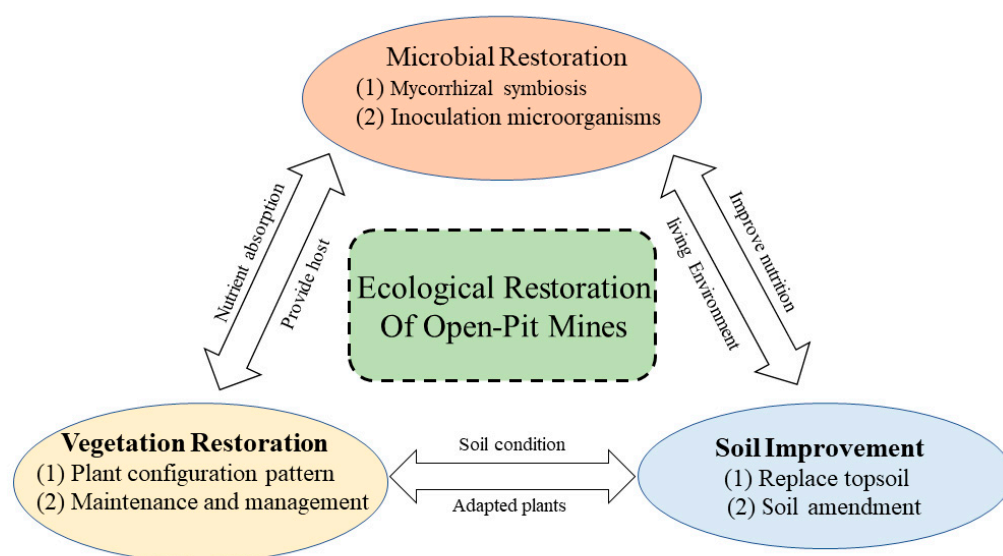 Microbial Restoration
(1) Mycorrhizal symbiosis
(2) Inoculation microorganisms
Nutrient absorption
Provide host
Ecological Restoration
Of Open-Pit Mines
living Environment
Improve nutrition
Vegetation Restoration
(1) Plant configuration pattern
(2) Maintenance and management
Soil condition
Adapted plants
Soil Improvement
(1) Replace topsoil
(2) Soil amendment